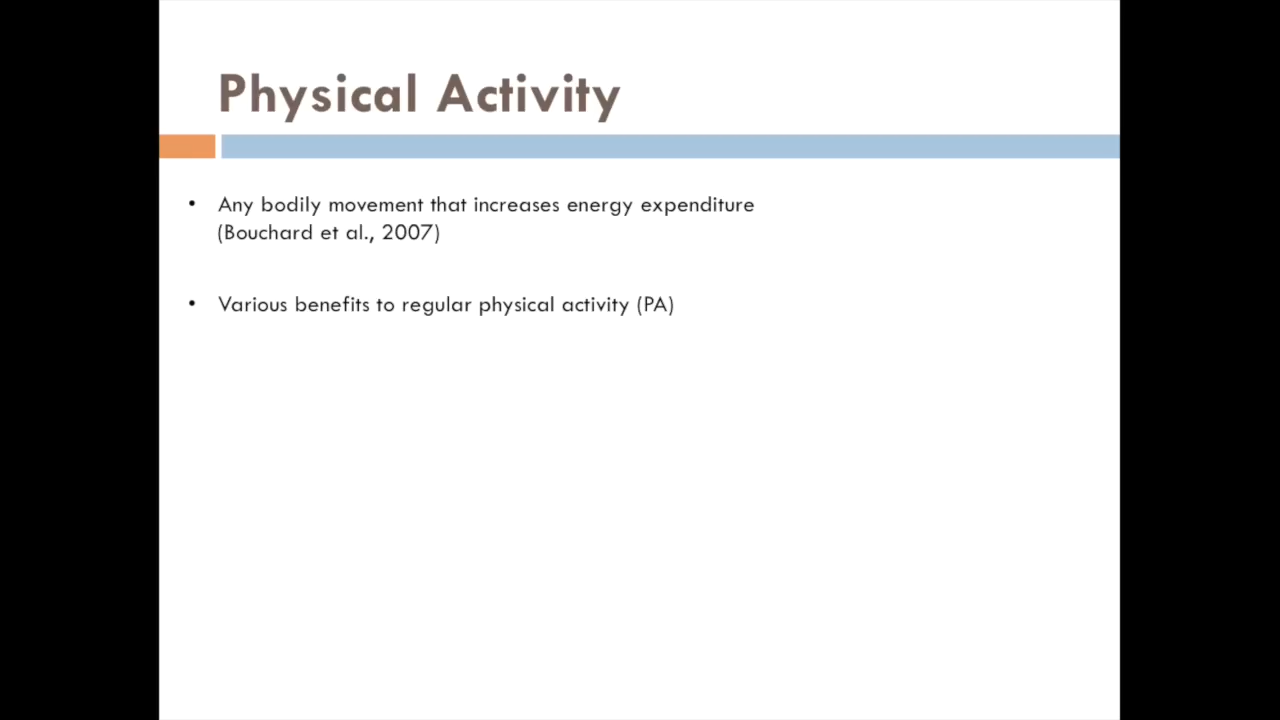 Physical Activity
• Any bodily movement that increases energy expenditure
(Bouchard et al., 2007)
• Various benefits to regular physical activity (PA)